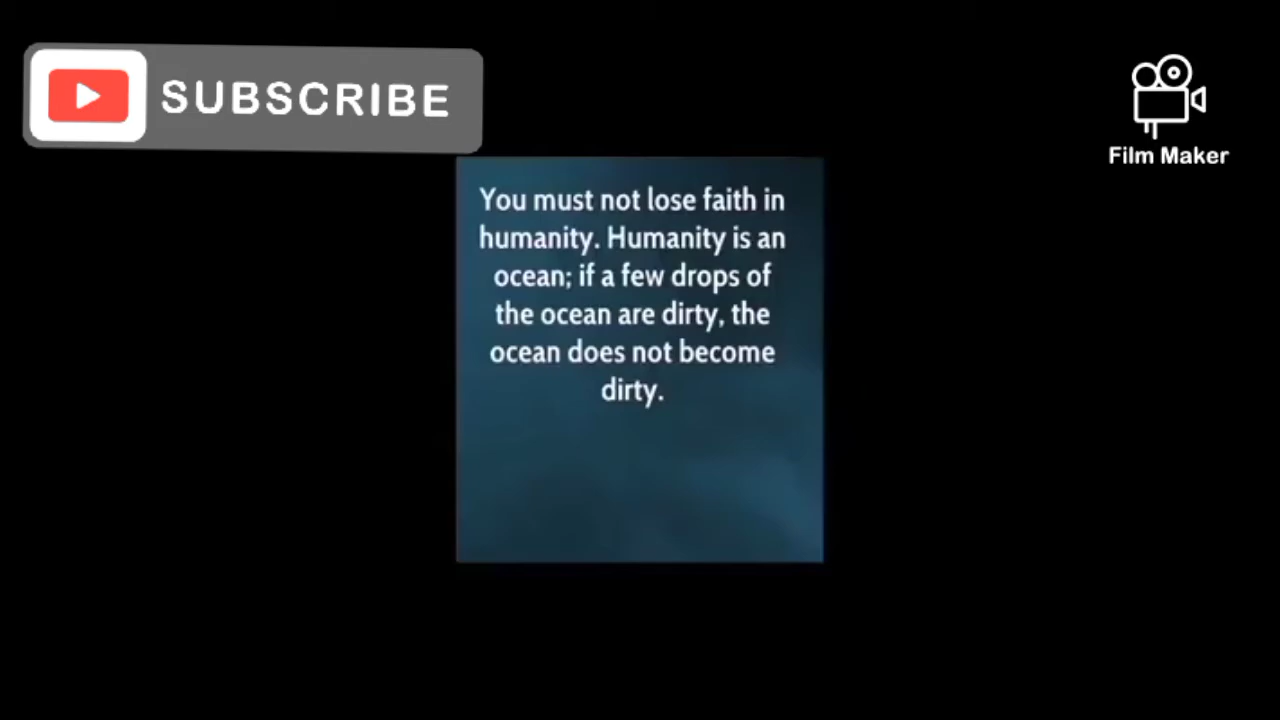 SUBSCRIBE
Film Maker
You must not lose faith in
humanity. Humanity is an
ocean; if a few drops of
the ocean are dirty, the
ocean does not become
dirty.